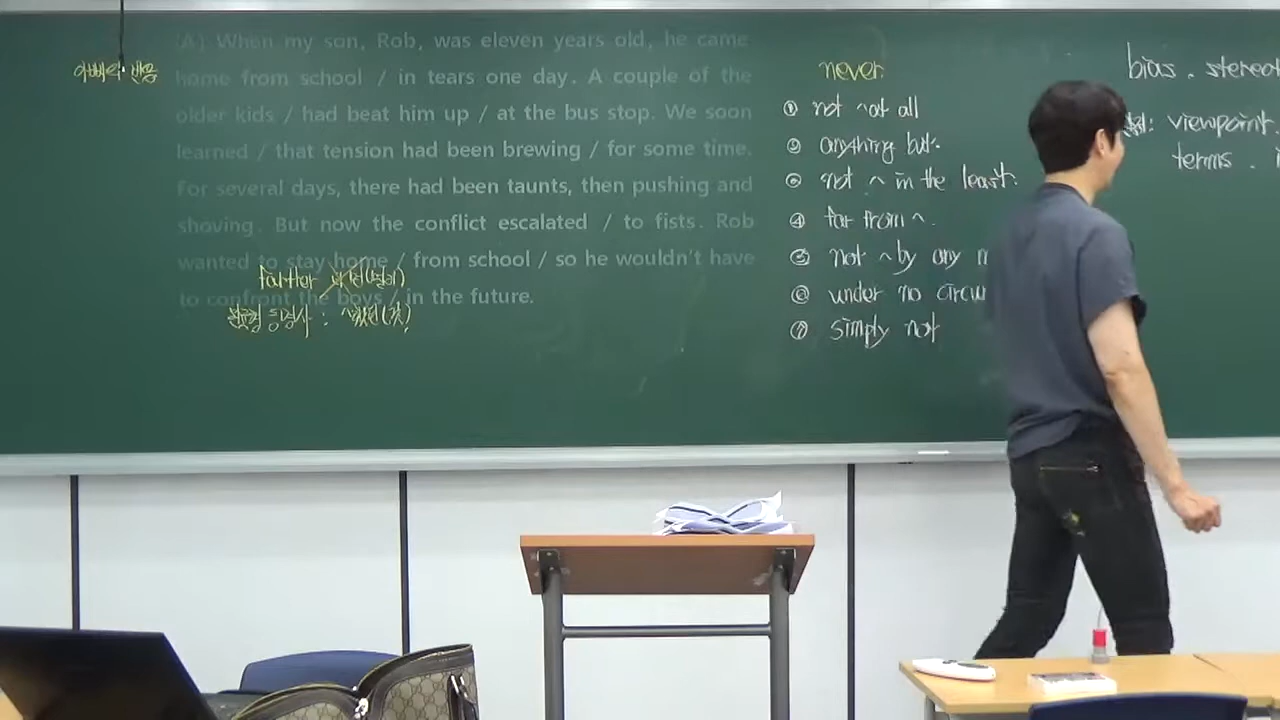 (A) When my son, Rob, was eleven years old, he came
home from school / in tears one day. A couple of the
older kids / had beat him up / at the bus stop. We soon
learned / that tension had been brewing / for some time.
For several days, there had been taunts, then pushing and
shoving. But now the conflict escalated / to fists. Rob
wanted to stay home / from school / so he wouldn't have
to confront the boys / in the future.
farther
never
① not ~at all
② anything but
③ not ~ in the least.
④ far from ~.
⑤ not ~by any m
⑥ under no circum
⑦ simply not
bias. stereot
viewpoint.
terms.